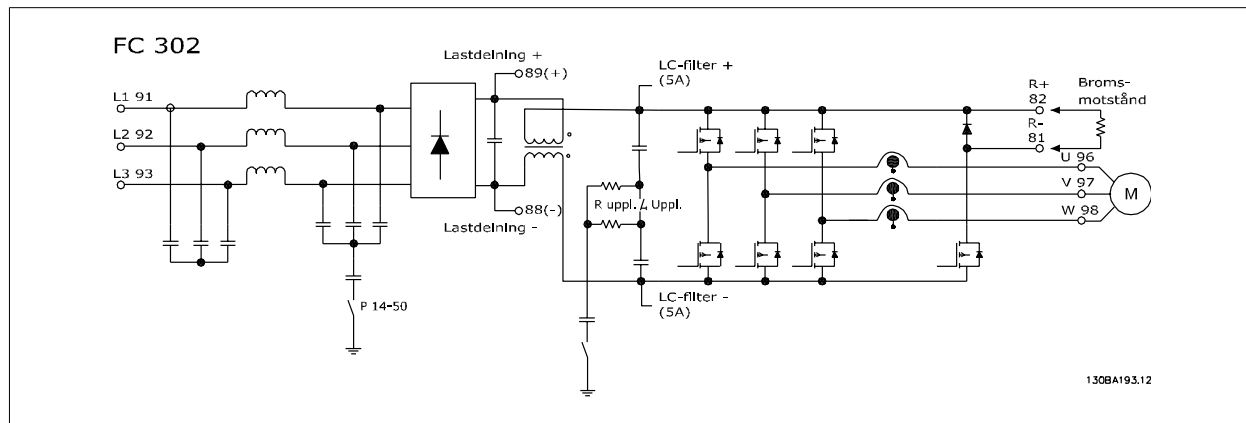 FC 302
Lastdelning +
89(+)
LC-filter +
(5A)
R+
82
Broms-
motstånd
R-
81
L1 91
L2 92
L3 93
U 96
V 97
W 98
M
R uppl.
Uppl.
88(-)
Lastdelning -
LC-filter -
(5A)
P 14-50
130BA193.12